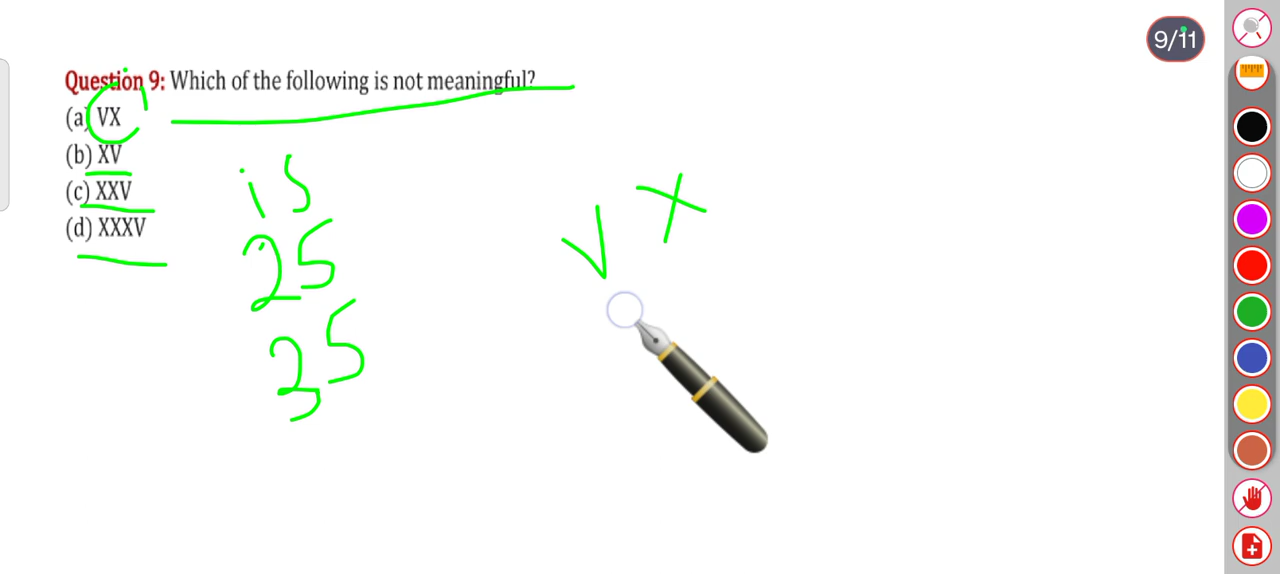 9/11
Question 9: Which of the following is not meaningful?
(a) VX
(b) XV
(c) XXV
(d) XXXV
15
25
35
V X